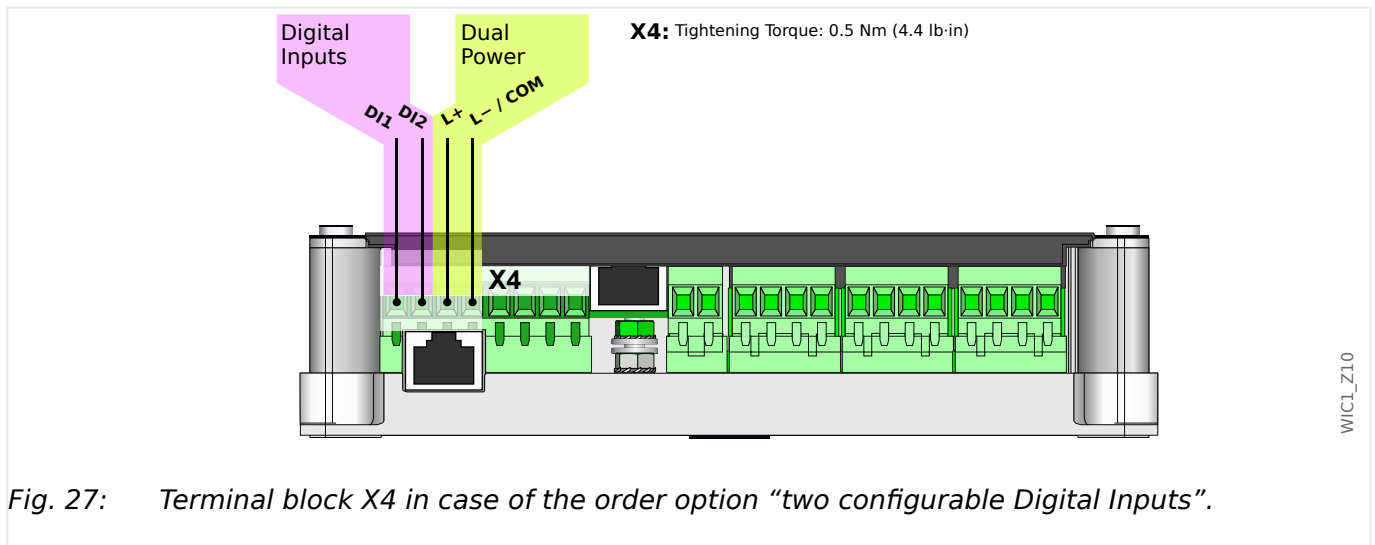 Digital
Inputs
Dual
Power
X4: Tightening Torque: 0.5 Nm (4.4 lb·in)
DI1
DI2
L+
L− / COM
X4
WIC1_Z10
Fig. 27: Terminal block X4 in case of the order option “two configurable Digital Inputs”.